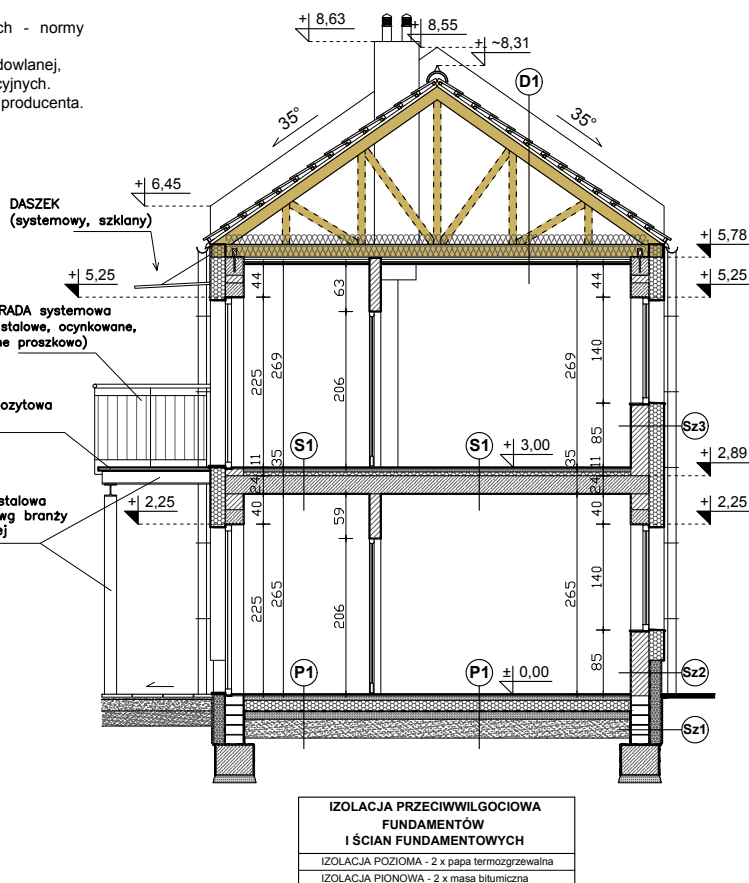 ch - normy
dowlanej,
cyjnych.
producenta.
+ 8,63
+ 8,55
+ ~8,31
D1
35°
35°
+ 6,45
DASZEK
(systemowy, szklany)
+ 5,78
+ 5,25
+ 5,25
44
63
44
RADA systemowa
stalowe, ocynkowane,
ne proszkowo)
225
269
206
269
140
ozytowa
85
Sz3
S1
S1
+ 3,00
11
35
35
11
+ 2,89
24
24
stalowa
wg branży
ej
+ 2,25
+ 2,25
40
59
40
225
265
206
265
140
85
P1
P1
± 0,00
Sz2
Sz1
IZOLACJA PRZECIWWILGOCIOWA
FUNDAMENTÓW
I ŚCIAN FUNDAMENTOWYCH
IZOLACJA POZIOMA - 2 x papa termozgrzewalna
IZOLACJA PIONOWA - 2 x masa bitumiczna